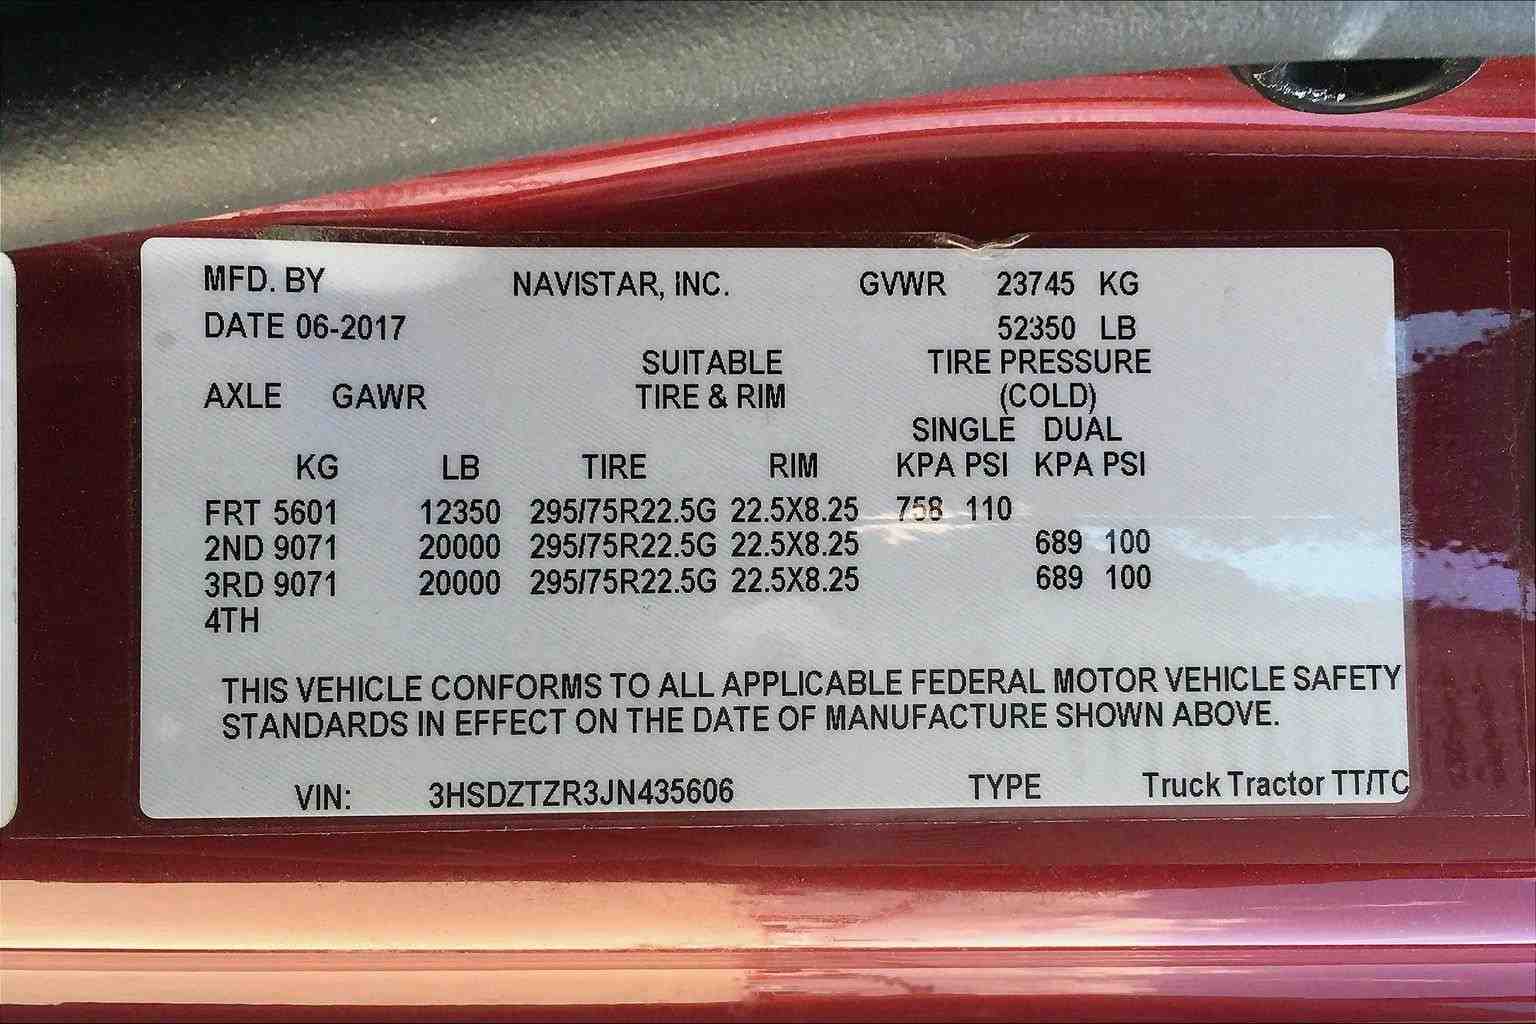 MFD. BY NAVISTAR, INC. GVWR 23745 KG
DATE 06-2017 52350 LB
SUITABLE TIRE PRESSURE
AXLE GAWR TIRE & RIM (COLD)
SINGLE DUAL
KG LB TIRE RIM KPA PSI KPA PSI
FRT 5601 12350 295/75R22.5G 22.5X8.25 758 110
2ND 9071 20000 295/75R22.5G 22.5X8.25 689 100
3RD 9071 20000 295/75R22.5G 22.5X8.25 689 100
4TH
THIS VEHICLE CONFORMS TO ALL APPLICABLE FEDERAL MOTOR VEHICLE SAFETY
STANDARDS IN EFFECT ON THE DATE OF MANUFACTURE SHOWN ABOVE.
VIN: 3HSDZTZR3JN435606 TYPE Truck Tractor TT/TC